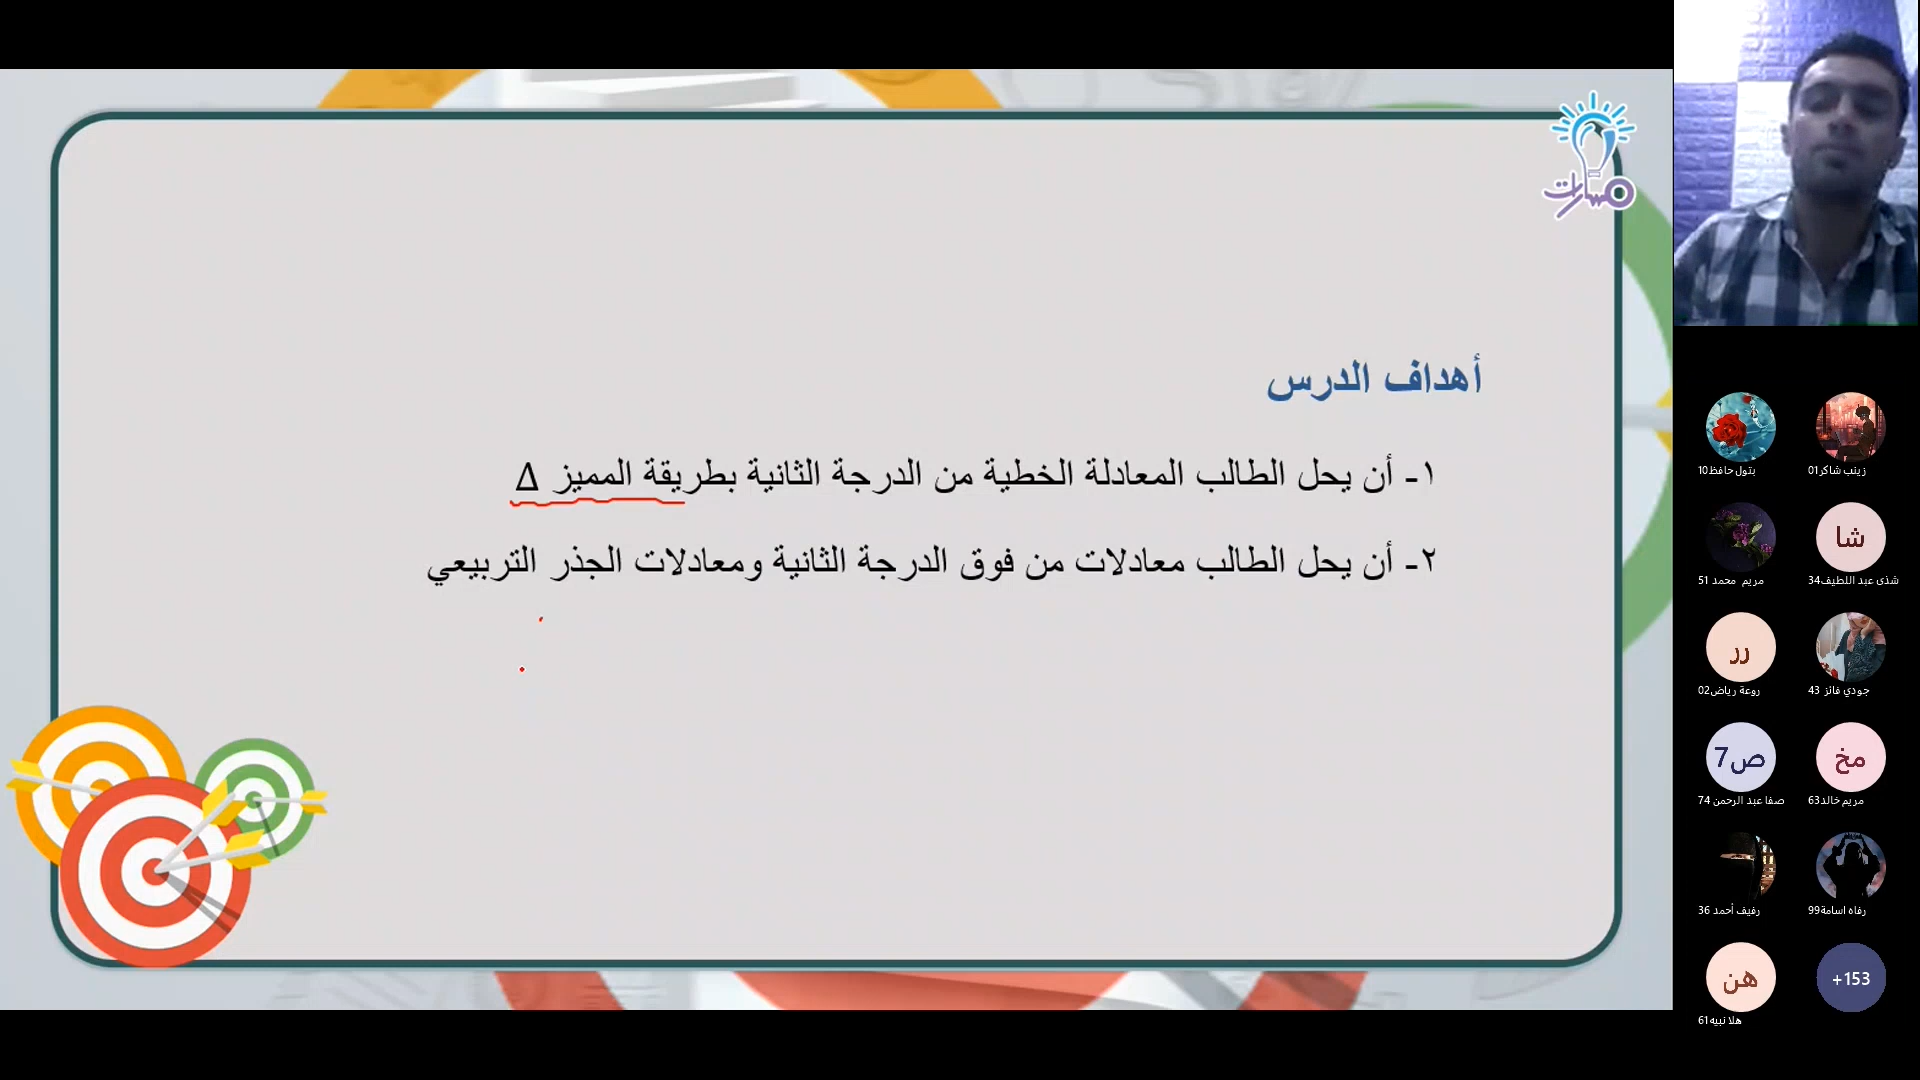 مسارات
أهداف الدرس
١- أن يحل الطالب المعادلة الخطية من الدرجة الثانية بطريقة المميز Δ
٢- أن يحل الطالب معادلات من فوق الدرجة الثانية ومعادلات الجذر التربيعي
زينب شاكر01
بتول حافظ10
شا
شذى عبد اللطيف34
مريم محمد 51
جودي فائز 43
رر
روعة رياض02
مخ
مريم خالد63
ص7
صفا عبد الرحمن 74
رفاه اسامة99
رفيف أحمد 36
+153
هن
هلا نبيه61